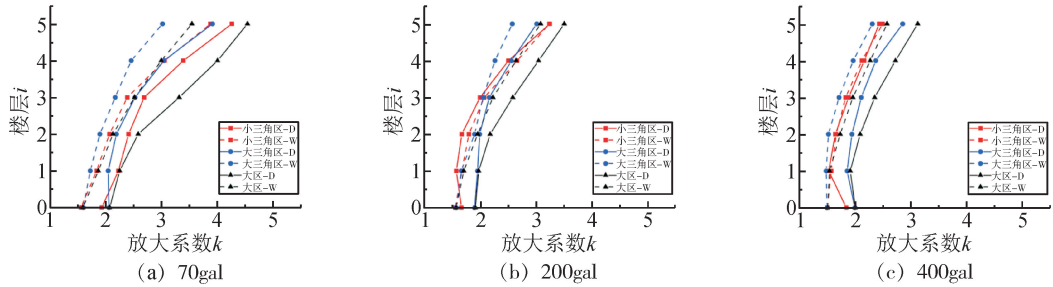 楼层i
5
4
3
2
1
0
小三角区-D
小三角区-W
大三角区-D
大三角区-W
大区-D
大区-W
1 2 3 4 5
放大系数k
(a) 70gal
楼层i
5
4
3
2
1
0
小三角区-D
小三角区-W
大三角区-D
大三角区-W
大区-D
大区-W
1 2 3 4 5
放大系数k
(b) 200gal
楼层i
5
4
3
2
1
0
小三角区-D
小三角区-W
大三角区-D
大三角区-W
大区-D
大区-W
1 2 3 4 5
放大系数k
(c) 400gal